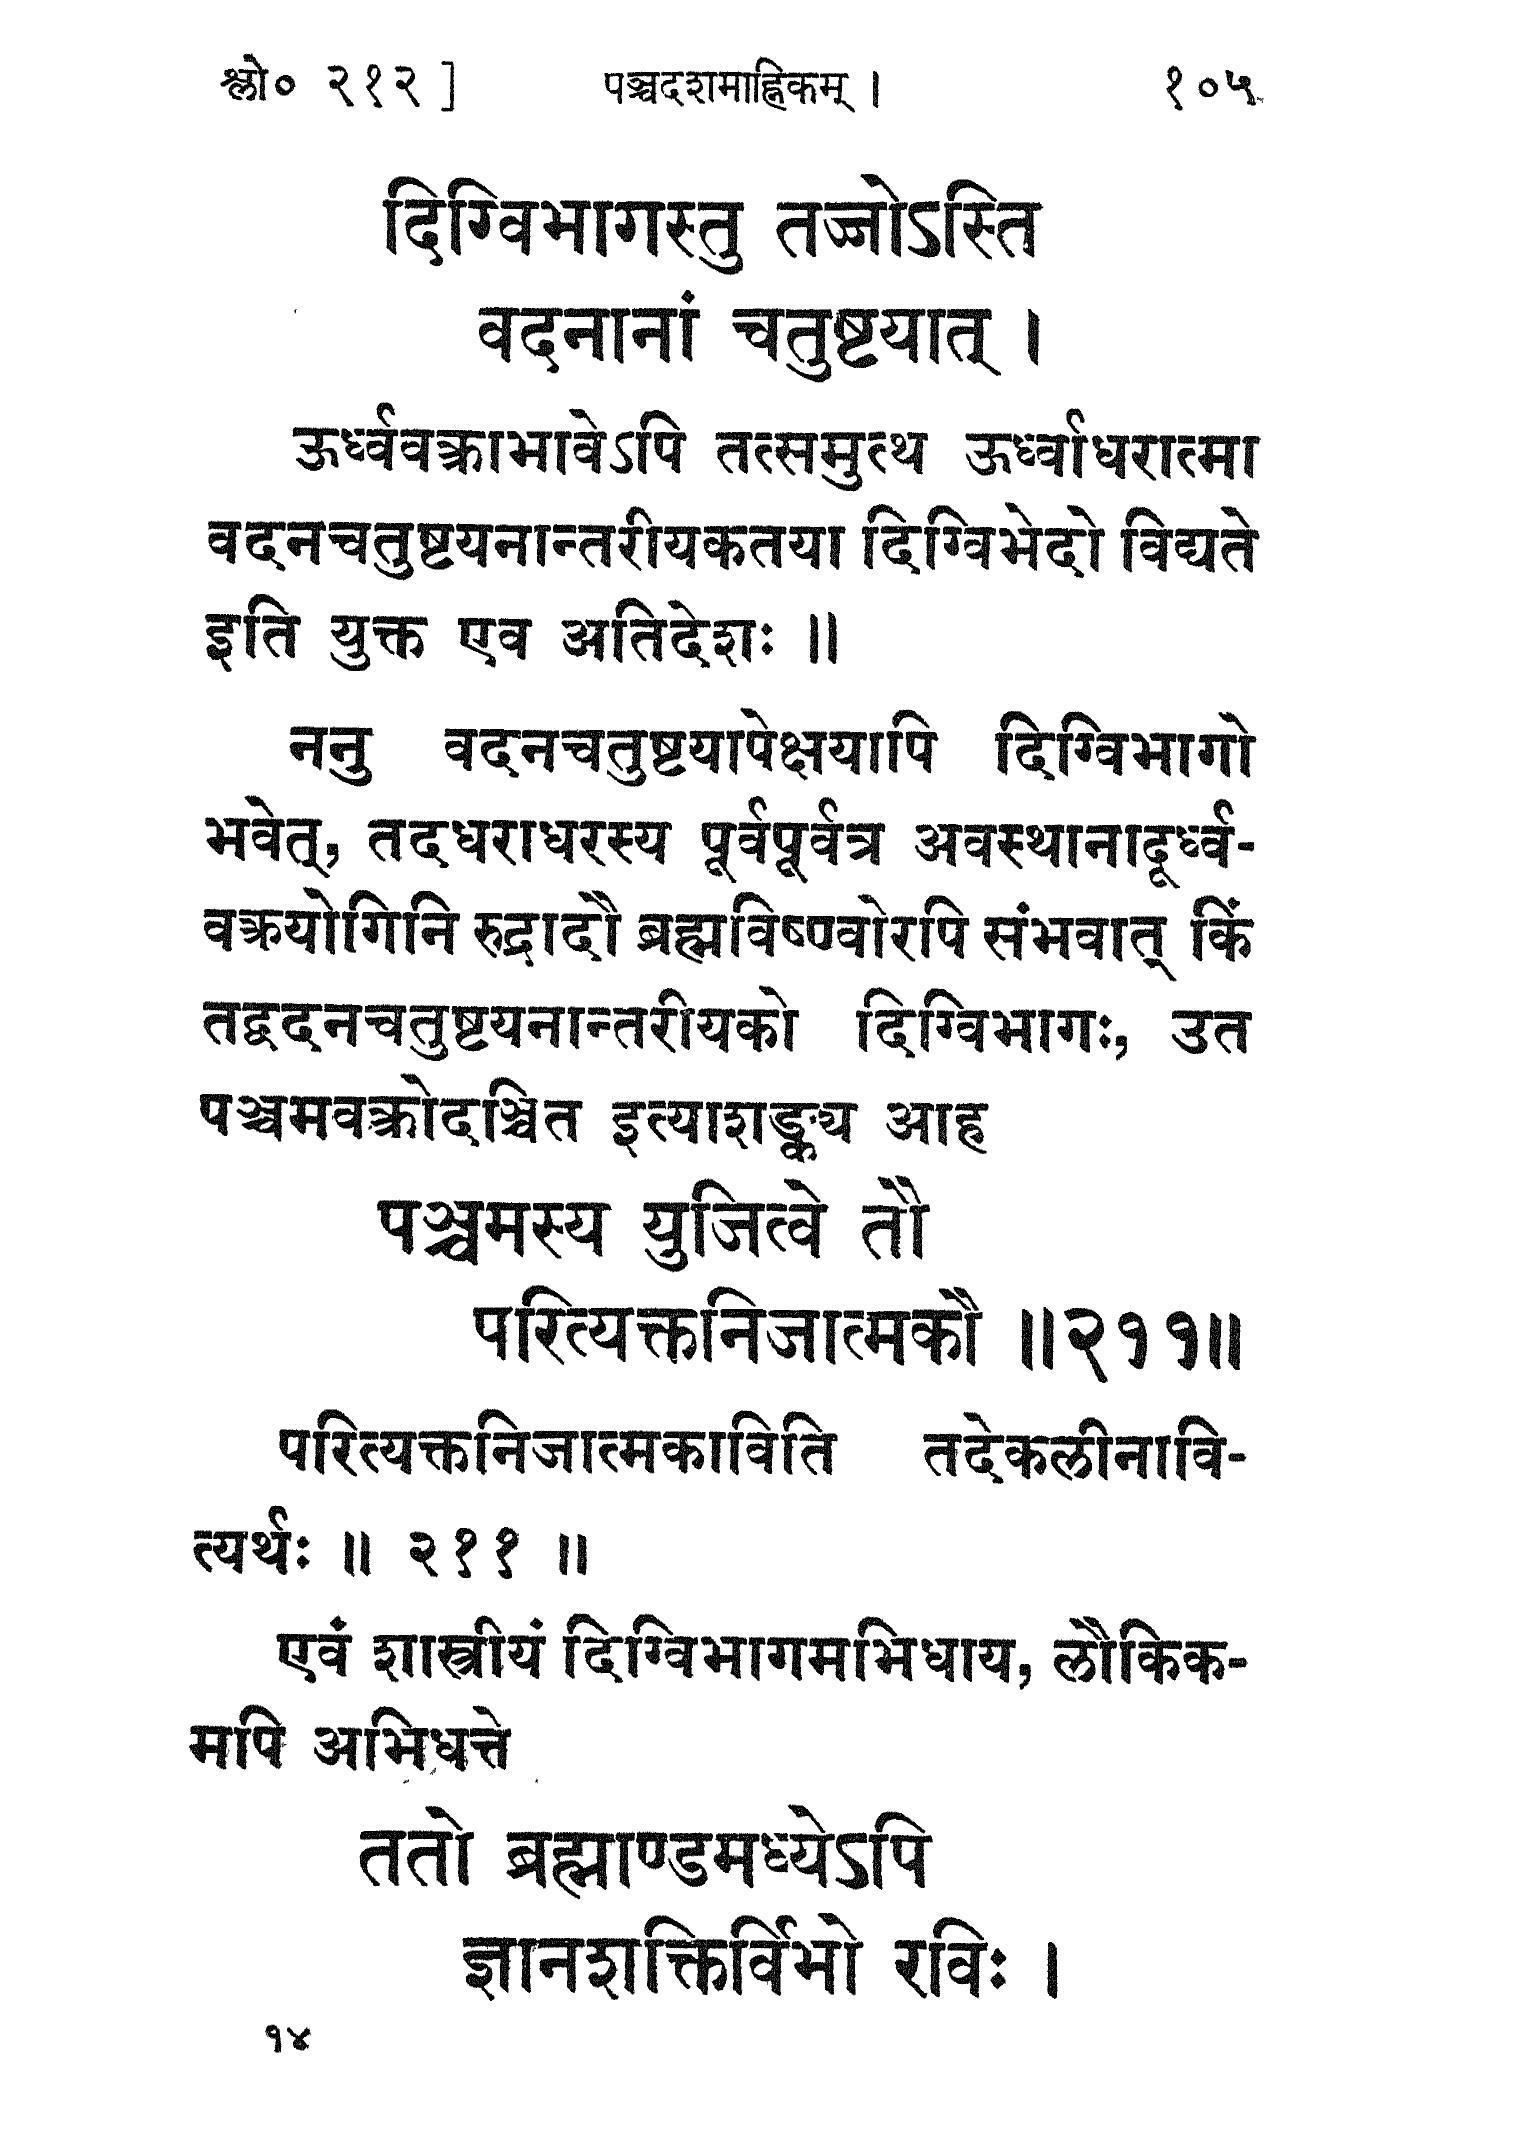 श्लो० २१२ ] पञ्चदशमाह्निकम् । १०५
दिग्विभागस्तु तज्जोऽस्ति
वदनानां चतुष्टयात् ।
ऊर्ध्ववक्त्राभावेऽपि तत्समुत्थ ऊर्ध्वाधरात्मा
वदनचतुष्टयनान्तरीयकतया दिग्विभेदो विद्यते
इति युक्त एव अतिदेशः ॥
ननु वदनचतुष्टयापेक्षयापि दिग्विभागो
भवेत्, तदधराधरस्य पूर्वपूर्वत्र अवस्थानादूर्ध्व-
वक्त्रयोगिनि रुद्रादौ ब्रह्मविष्ण्वोरपि संभवात् किं
तद्वदनचतुष्टयनान्तरीयको दिग्विभागः, उत
पञ्चमवक्त्रोदञ्चित इत्याशङ्क्य आह
पञ्चमस्य युजित्वे तौ
परित्यक्तनिजात्मकौ ॥२११॥
परित्यक्तनिजात्मकाविति तदेकलीनावि-
त्यर्थः ॥ २११ ॥
एवं शास्त्रीयं दिग्विभागमभिधाय, लौकिक-
मपि अभिधत्ते
ततो ब्रह्माण्डमध्येऽपि
ज्ञानशक्तिर्विभो रविः ।
१४